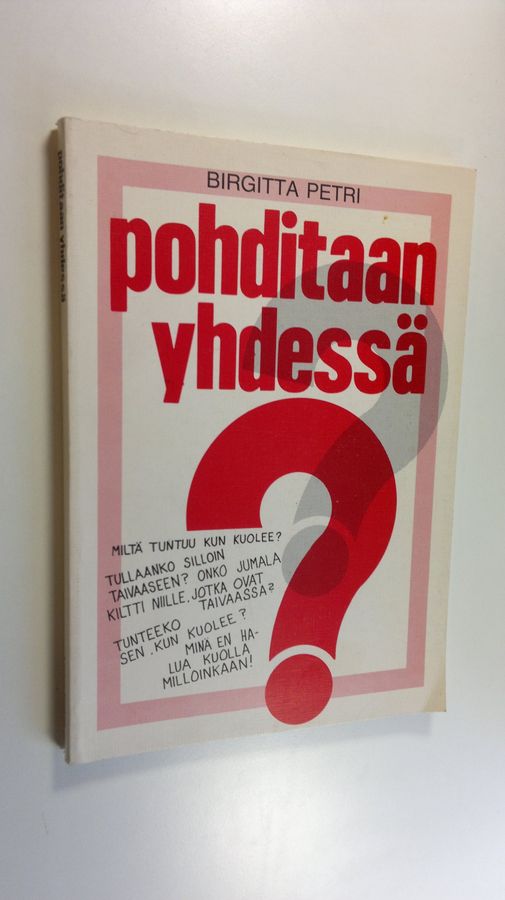 BIRGITTA PETRI
pohditaan
yhdessä
MILTÄ TUNTUU KUN KUOLEE?
TULLAANKO SILLOIN
TAIVAASEEN? ONKO JUMALA
KILTTI NIILLE, JOTKA OVAT
TAIVAASSA?
TUNTEEKO
SEN, KUN KUOLEE?
MINÄ EN HA-
LUA KUOLLA
MILLOINKAAN!
pohditaan yhdessä